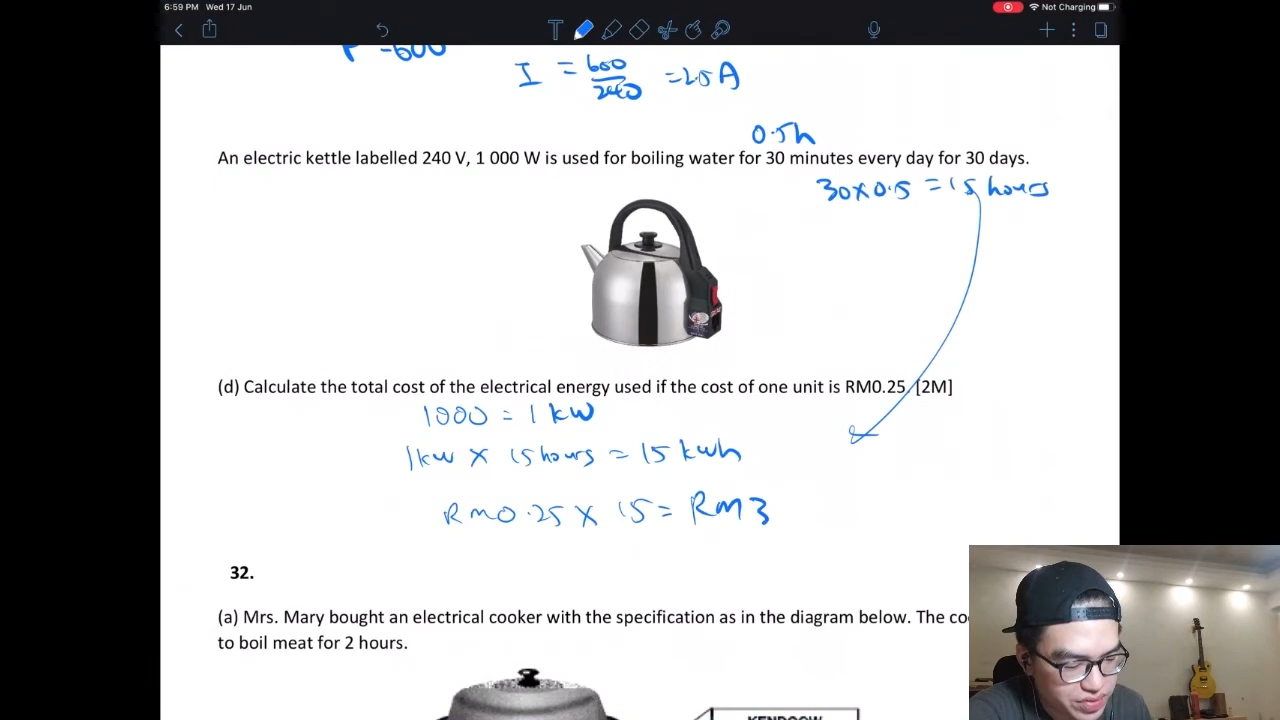 6:59 PM Wed 17 Jun
Not Charging
P = 600
I = 600/240 = 2.5 A
0.5h
An electric kettle labelled 240 V, 1 000 W is used for boiling water for 30 minutes every day for 30 days.
30 x 0.5 = 15 hours
(d) Calculate the total cost of the electrical energy used if the cost of one unit is RM0.25. [2M]
1000 = 1 kW
1kW x 15 hours = 15 kWh
RM0.25 x 15 = RM3
32.
(a) Mrs. Mary bought an electrical cooker with the specification as in the diagram below. The co
to boil meat for 2 hours.